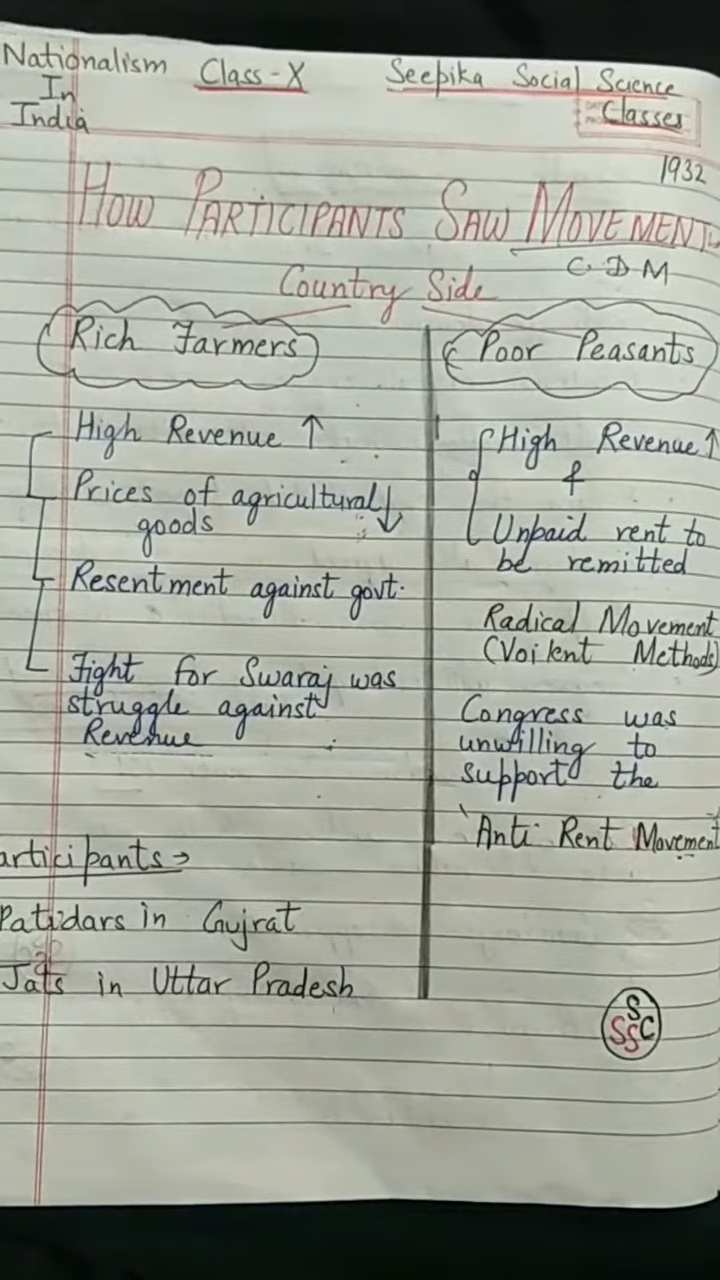 Nationalism Class-X Seepika Social Science
In
India Classes
1932
HOW PARTICIPANTS SAW MOVEMENT
C D M
Country Side
Rich Farmers
High Revenue ↑
Prices of agricultural ↓
goods
Resentment against govt.
Fight for Swaraj was
struggle against
Revenue
articipants →
Patidars in Gujrat
Jats in Uttar Pradesh
Poor Peasants
High Revenue ↑
&
Unpaid rent to
be remitted
Radical Movement
(Voilent Methods)
Congress was
unwilling to
support the
'Anti Rent Movement
S
SSC